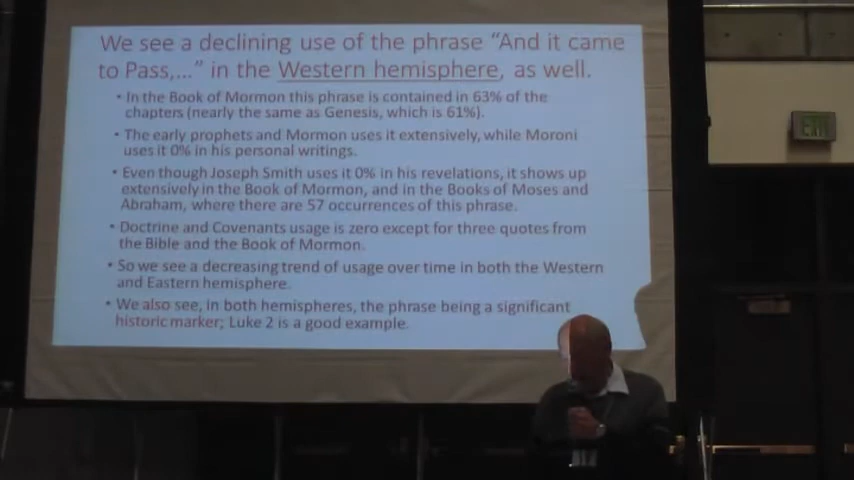 We see a declining use of the phrase “And it came
to Pass,...” in the Western hemisphere, as well.
• In the Book of Mormon this phrase is contained in 63% of the
chapters (nearly the same as Genesis, which is 61%).
• The early prophets and Mormon uses it extensively, while Moroni
uses it 0% in his personal writings.
• Even though Joseph Smith uses it 0% in his revelations, it shows up
extensively in the Book of Mormon, and in the Books of Moses and
Abraham, where there are 57 occurrences of this phrase.
• Doctrine and Covenants usage is zero except for three quotes from
the Bible and the Book of Mormon.
• So we see a decreasing trend of usage over time in both the Western
and Eastern hemisphere.
• We also see, in both hemispheres, the phrase being a significant
historic marker; Luke 2 is a good example.
EXIT